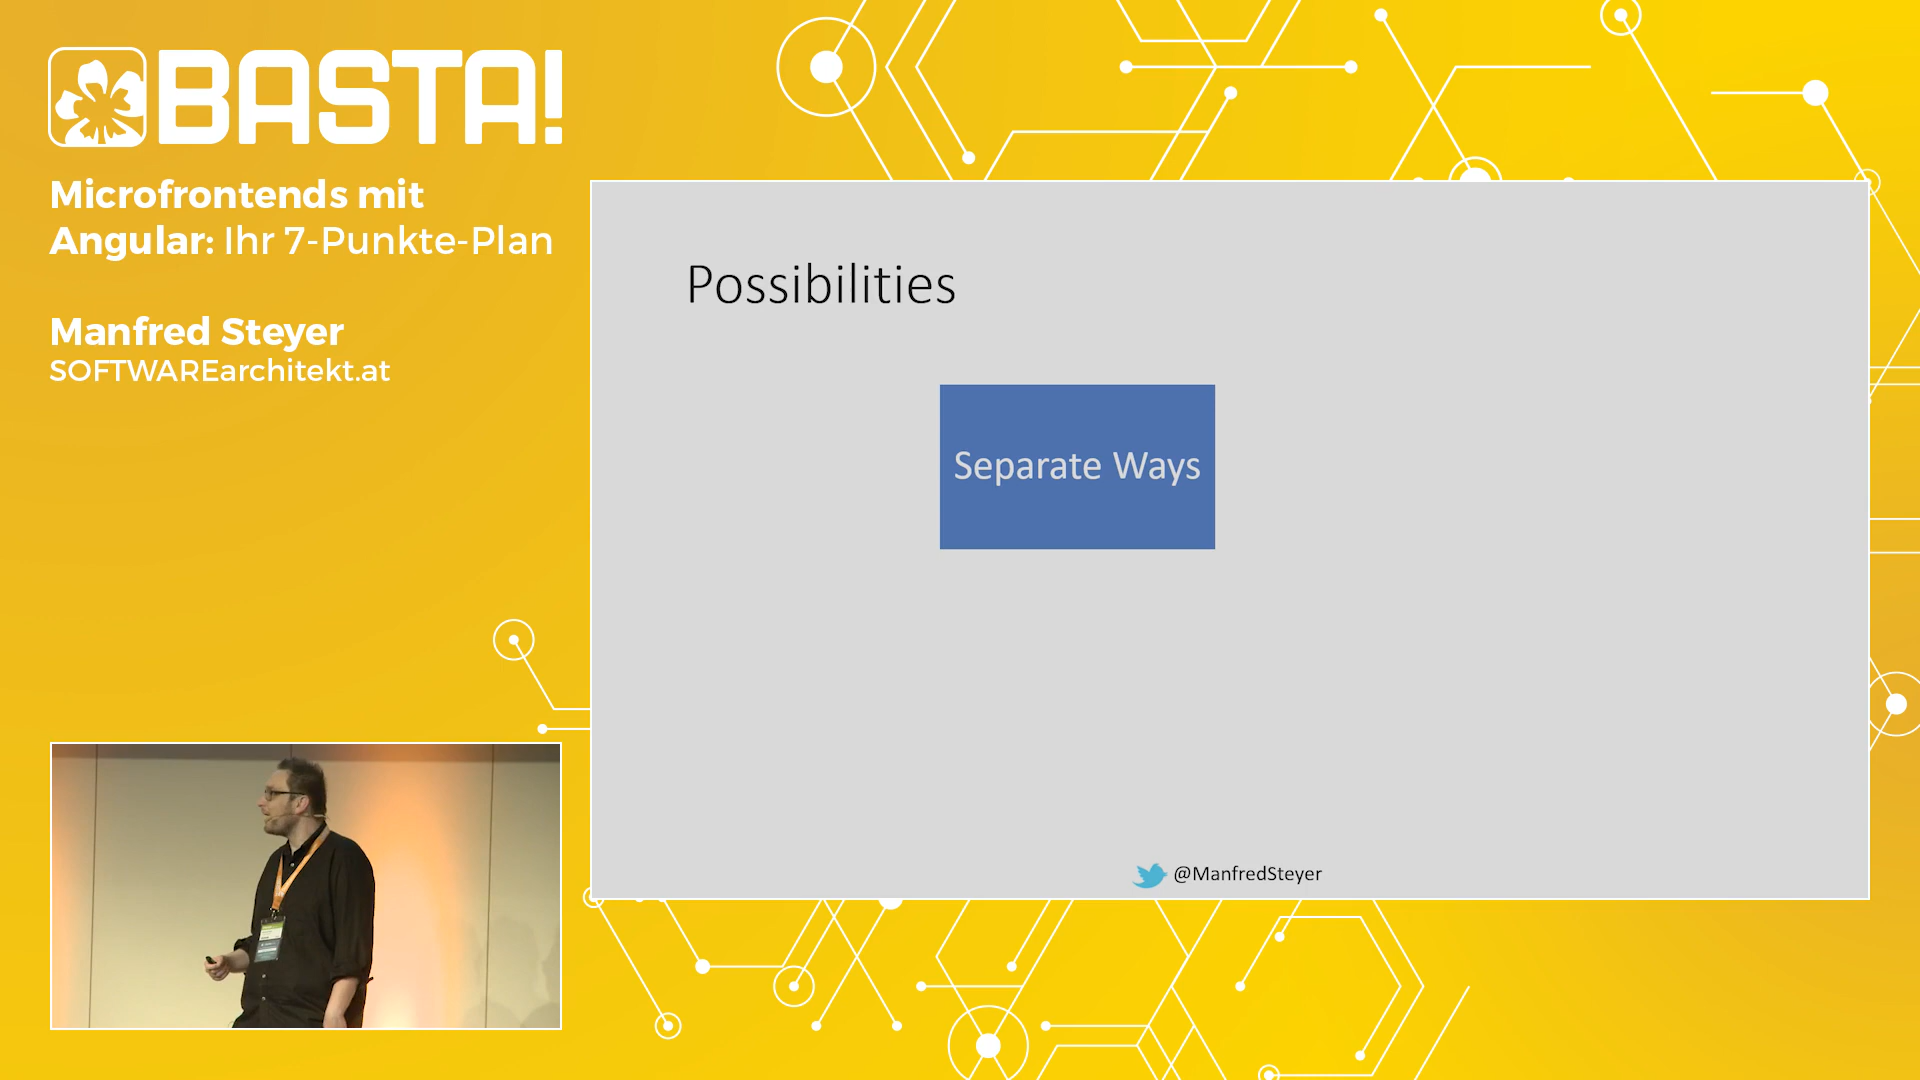 BASTA!
Microfrontends mit
Angular: Ihr 7-Punkte-Plan
Manfred Steyer
SOFTWAREarchitekt.at
Possibilities
Separate Ways
@ManfredSteyer